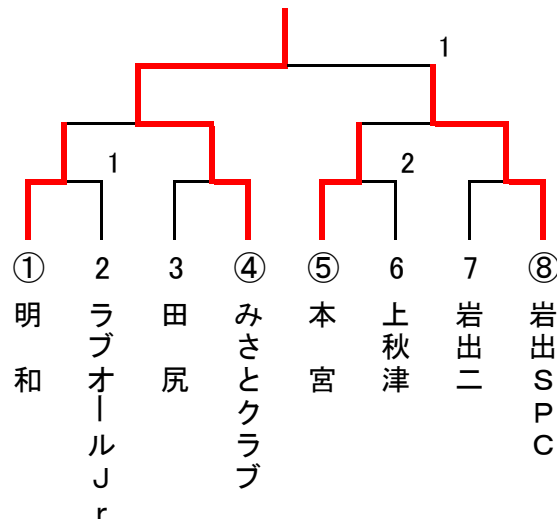 1
1
2
① 2 3 ④ ⑤ 6 7 ⑧
明和
ラブオールJr
田尻
みさとクラブ
本宮
上秋津
岩出二
岩出SPC